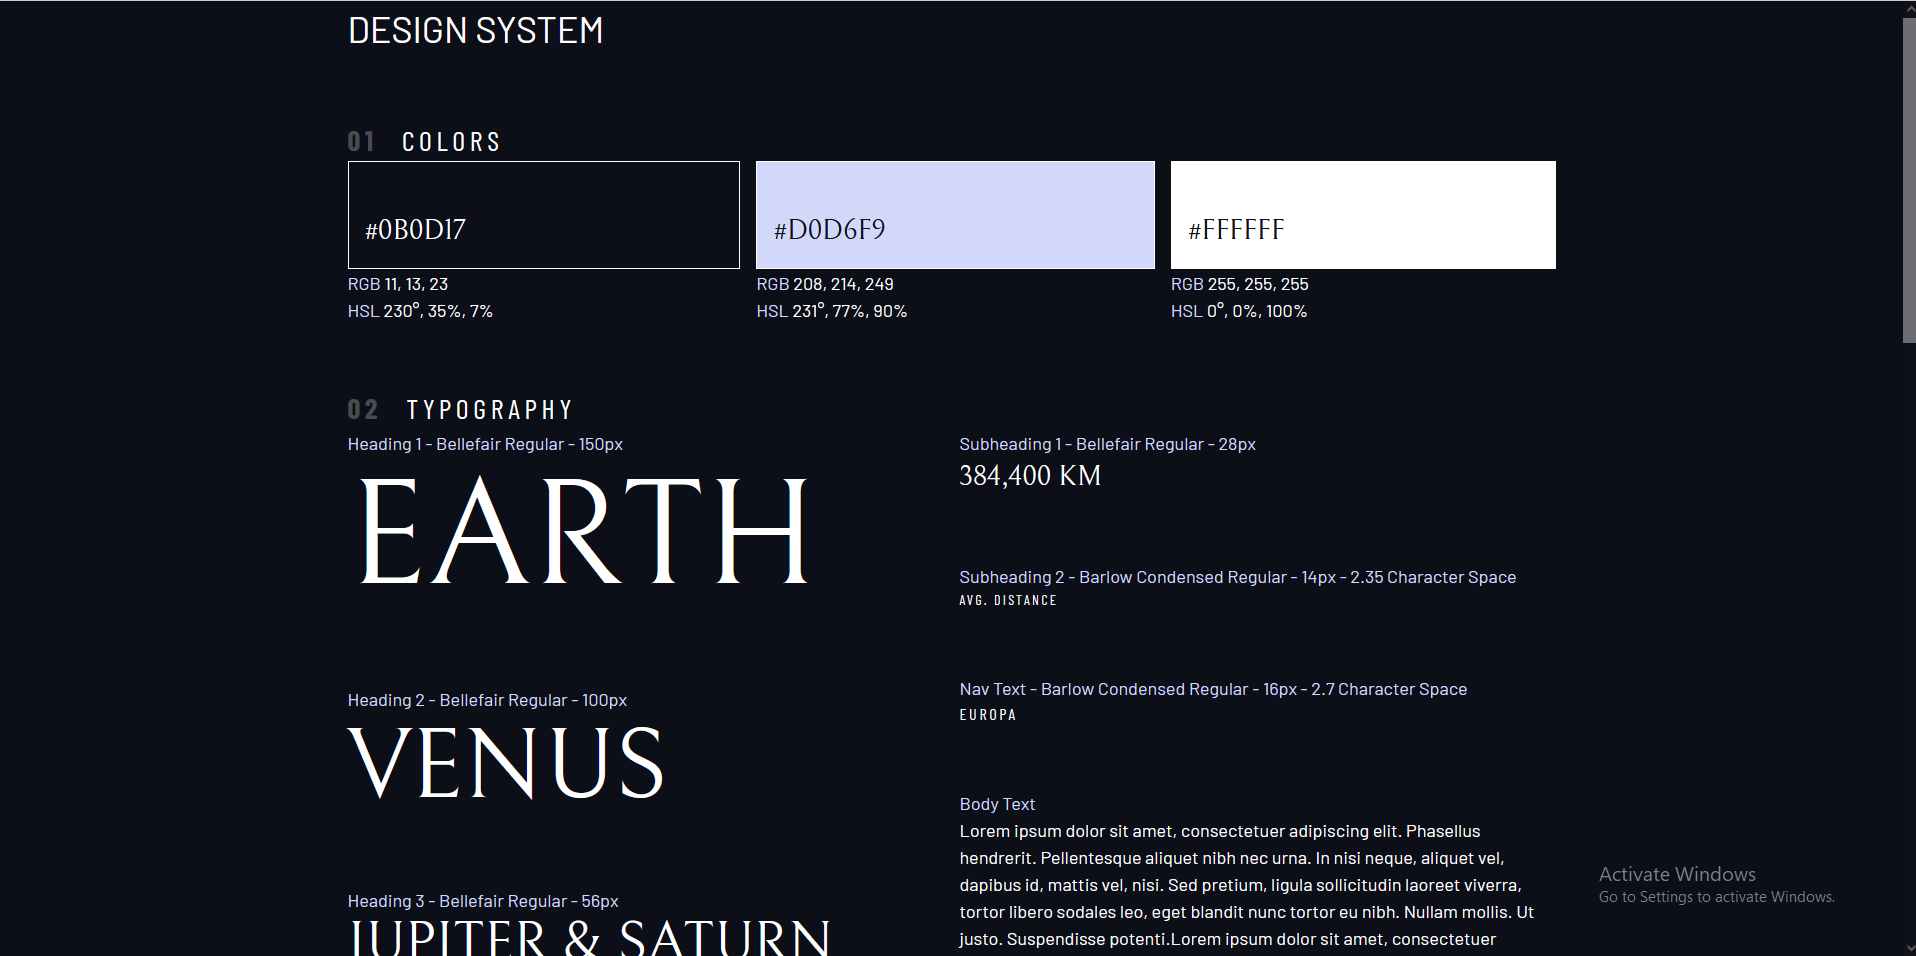 DESIGN SYSTEM
01 COLORS
#0B0D17
RGB 11, 13, 23
HSL 230°, 35%, 7%
#D0D6F9
RGB 208, 214, 249
HSL 231°, 77%, 90%
#FFFFFF
RGB 255, 255, 255
HSL 0°, 0%, 100%
02 TYPOGRAPHY
Heading 1 - Bellefair Regular - 150px
EARTH
Heading 2 - Bellefair Regular - 100px
VENUS
Heading 3 - Bellefair Regular - 56px
JUPITER & SATURN
Subheading 1 - Bellefair Regular - 28px
384,400 KM
Subheading 2 - Barlow Condensed Regular - 14px - 2.35 Character Space
AVG. DISTANCE
Nav Text - Barlow Condensed Regular - 16px - 2.7 Character Space
EUROPA
Body Text
Lorem ipsum dolor sit amet, consectetuer adipiscing elit. Phasellus
hendrerit. Pellentesque aliquet nibh nec urna. In nisi neque, aliquet vel,
dapibus id, mattis vel, nisi. Sed pretium, ligula sollicitudin laoreet viverra,
tortor libero sodales leo, eget blandit nunc tortor eu nibh. Nullam mollis. Ut
justo. Suspendisse potenti.Lorem ipsum dolor sit amet, consectetuer
Activate Windows
Go to Settings to activate Windows.